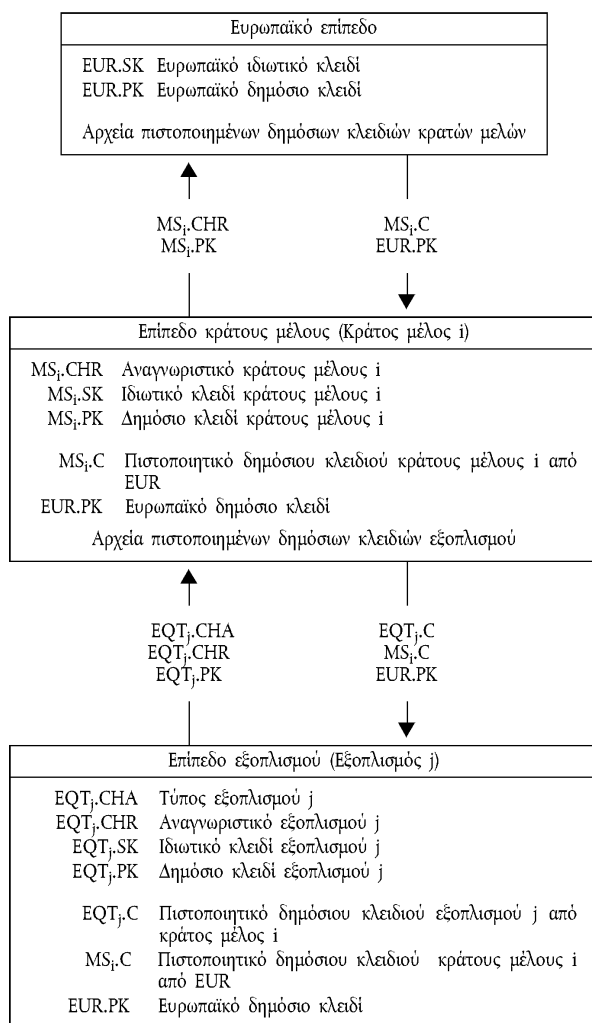 Ευρωπαϊκό επίπεδο
EUR.SK Ευρωπαϊκό ιδιωτικό κλειδί
EUR.PK Ευρωπαϊκό δημόσιο κλειδί
Αρχεία πιστοποιημένων δημόσιων κλειδιών κρατών μελών
MSi.CHR
MSi.PK
MSi.C
EUR.PK
Επίπεδο κράτους μέλους (Κράτος μέλος i)
MSi.CHR Αναγνωριστικό κράτους μέλους i
MSi.SK Ιδιωτικό κλειδί κράτους μέλους i
MSi.PK Δημόσιο κλειδί κράτους μέλους i
MSi.C Πιστοποιητικό δημόσιου κλειδιού κράτους μέλους i από
EUR
EUR.PK Ευρωπαϊκό δημόσιο κλειδί
Αρχεία πιστοποιημένων δημόσιων κλειδιών εξοπλισμού
EQTj.CHA
EQTj.CHR
EQTj.PK
EQTj.C
MSi.C
EUR.PK
Επίπεδο εξοπλισμού (Εξοπλισμός j)
EQTj.CHA Τύπος εξοπλισμού j
EQTj.CHR Αναγνωριστικό εξοπλισμού j
EQTj.SK Ιδιωτικό κλειδί εξοπλισμού j
EQTj.PK Δημόσιο κλειδί εξοπλισμού j
EQTj.C Πιστοποιητικό δημόσιου κλειδιού εξοπλισμού j από
κράτος μέλος i
MSi.C Πιστοποιητικό δημόσιου κλειδιού κράτους μέλους i
από EUR
EUR.PK Ευρωπαϊκό δημόσιο κλειδί